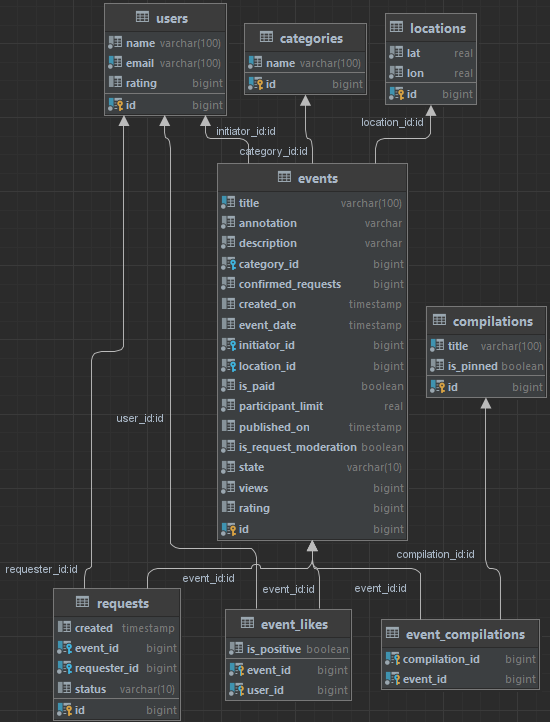 users
name varchar(100)
email varchar(100)
rating bigint
id bigint
categories
name varchar(100)
id bigint
locations
lat real
lon real
id bigint
initiator_id:id
category_id:id
location_id:id
events
title varchar(100)
annotation varchar
description varchar
category_id bigint
confirmed_requests bigint
created_on timestamp
event_date timestamp
initiator_id bigint
location_id bigint
is_paid boolean
participant_limit real
published_on timestamp
is_request_moderation boolean
state varchar(10)
views bigint
rating bigint
id bigint
compilations
title varchar(100)
is_pinned boolean
id bigint
user_id:id
requester_id:id
event_id:id
event_id:id
event_id:id
compilation_id:id
requests
created timestamp
event_id bigint
requester_id bigint
status varchar(10)
id bigint
event_likes
is_positive boolean
event_id bigint
user_id bigint
event_compilations
compilation_id bigint
event_id bigint